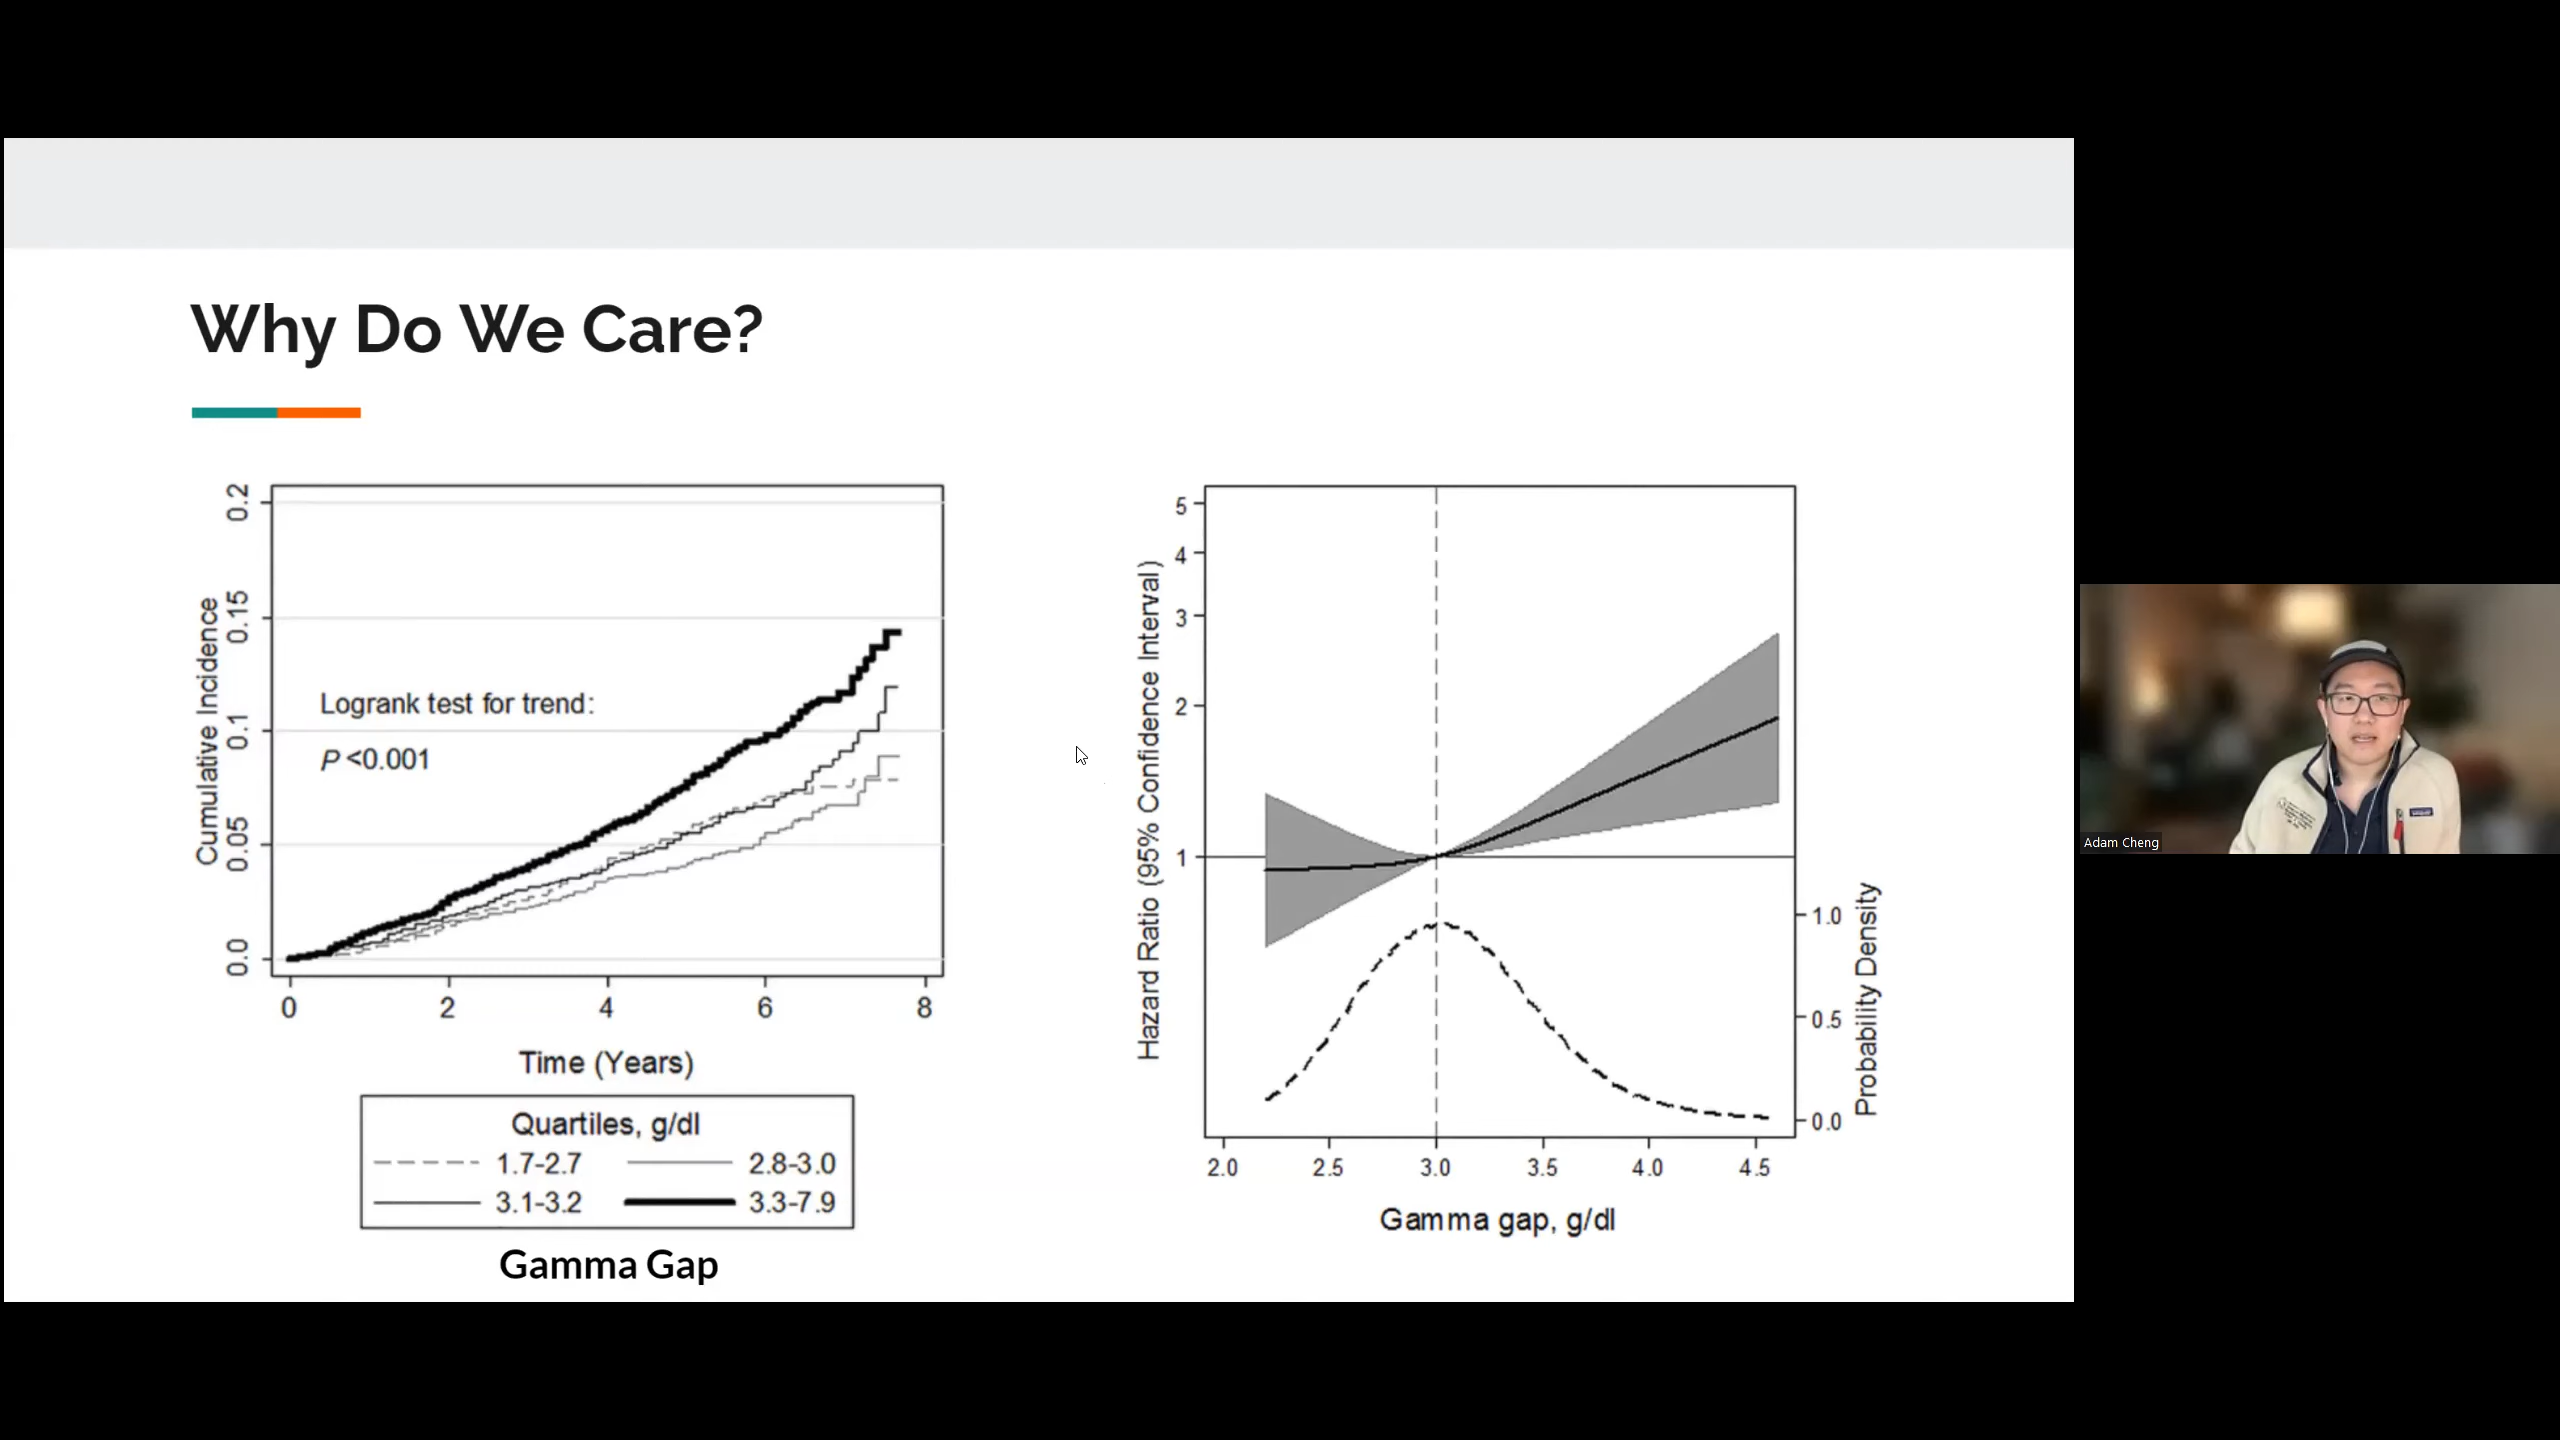 Why Do We Care?
0.2
0.15
0.1
0.05
0.0
Cumulative Incidence
Logrank test for trend:
P <0.001
0 2 4 6 8
Time (Years)
Quartiles, g/dl
1.7-2.7 2.8-3.0
3.1-3.2 3.3-7.9
Gamma Gap
5
4
3
2
1
Hazard Ratio (95% Confidence Interval)
1.0
0.5
0.0
Probability Density
2.0 2.5 3.0 3.5 4.0 4.5
Gamma gap, g/dl
Adam Cheng